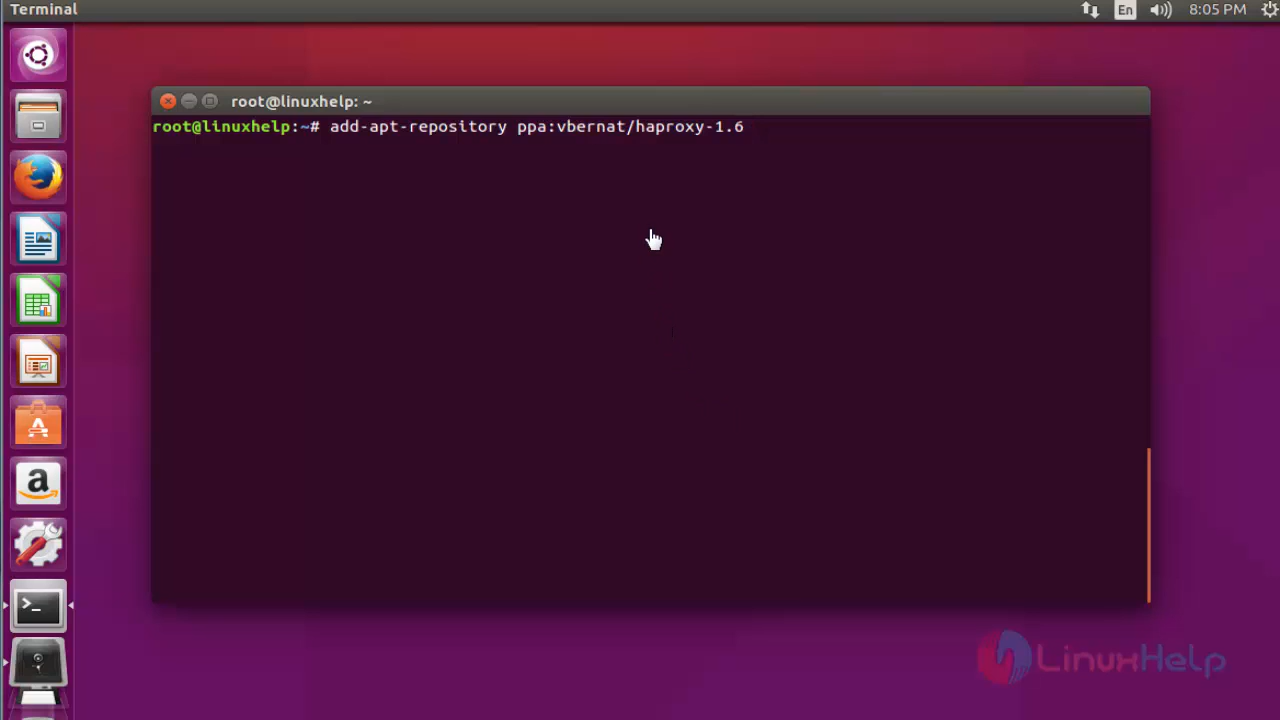 Terminal
En
8:05 PM
root@linuxhelp: ~
root@linuxhelp:~# add-apt-repository ppa:vbernat/haproxy-1.6
A
a
>_
LinuxHelp